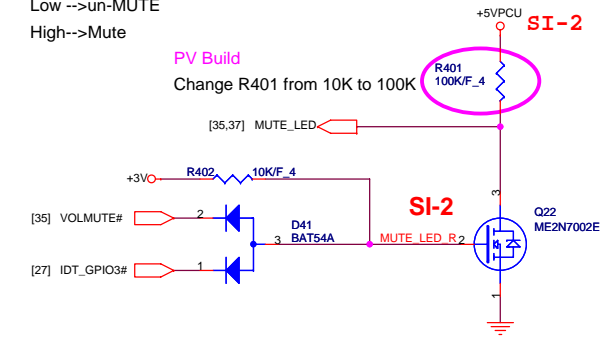 Low -->un-MUTE
+5VPCU
SI-2
High-->Mute
PV Build
R401
100K/F_4
Change R401 from 10K to 100K
[35,37] MUTE_LED
+3V
R402
10K/F_4
3
SI-2
Q22
ME2N7002E
[35] VOLMUTE#
2
D41
3
BAT54A
MUTE_LED_R
2
[27] IDT_GPIO3#
1
1